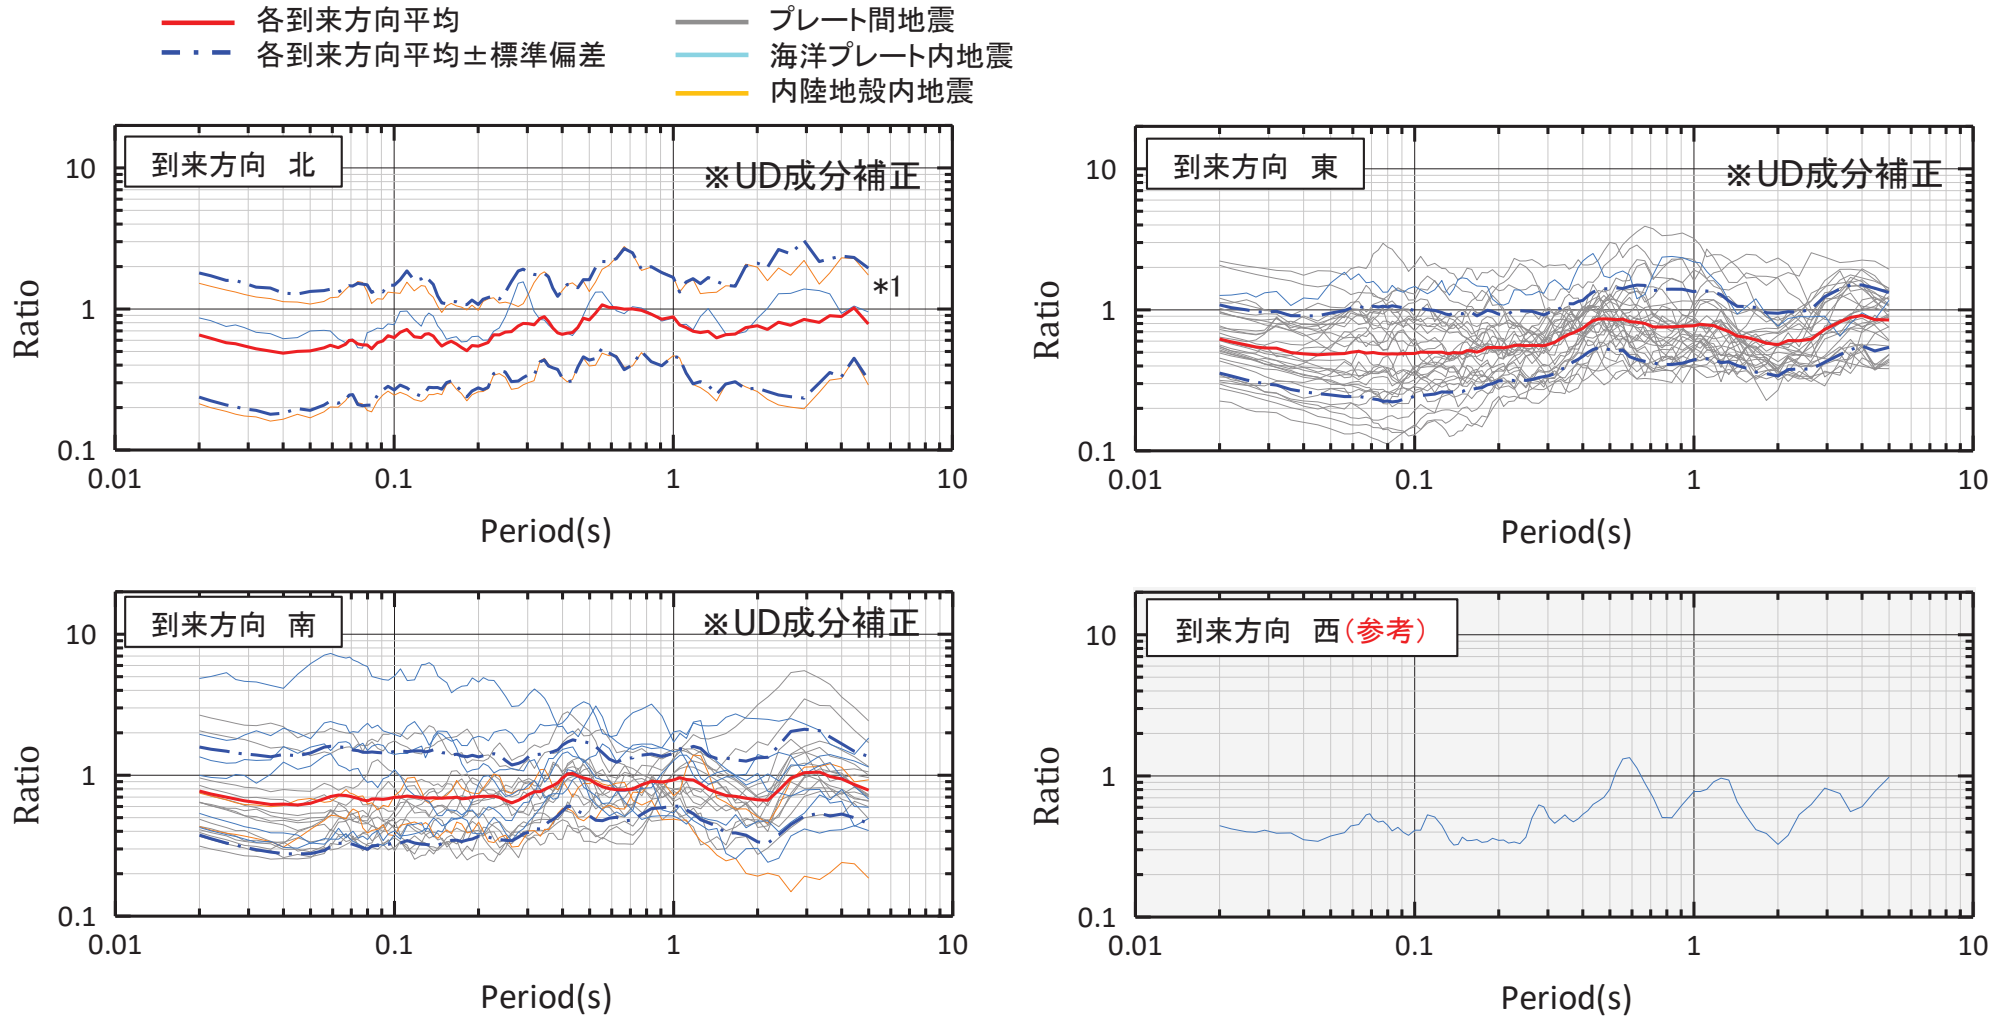 各到来方向平均
各到来方向平均±標準偏差
プレート間地震
海洋プレート内地震
内陸地殻内地震
到来方向 北
※UD成分補正
*1
10
1
0.1
Ratio
0.01 0.1 1 10
Period(s)
到来方向 東
※UD成分補正
10
1
0.1
Ratio
0.01 0.1 1 10
Period(s)
到来方向 南
※UD成分補正
10
1
0.1
Ratio
0.01 0.1 1 10
Period(s)
到来方向 西(参考)
10
1
0.1
Ratio
0.01 0.1 1 10
Period(s)